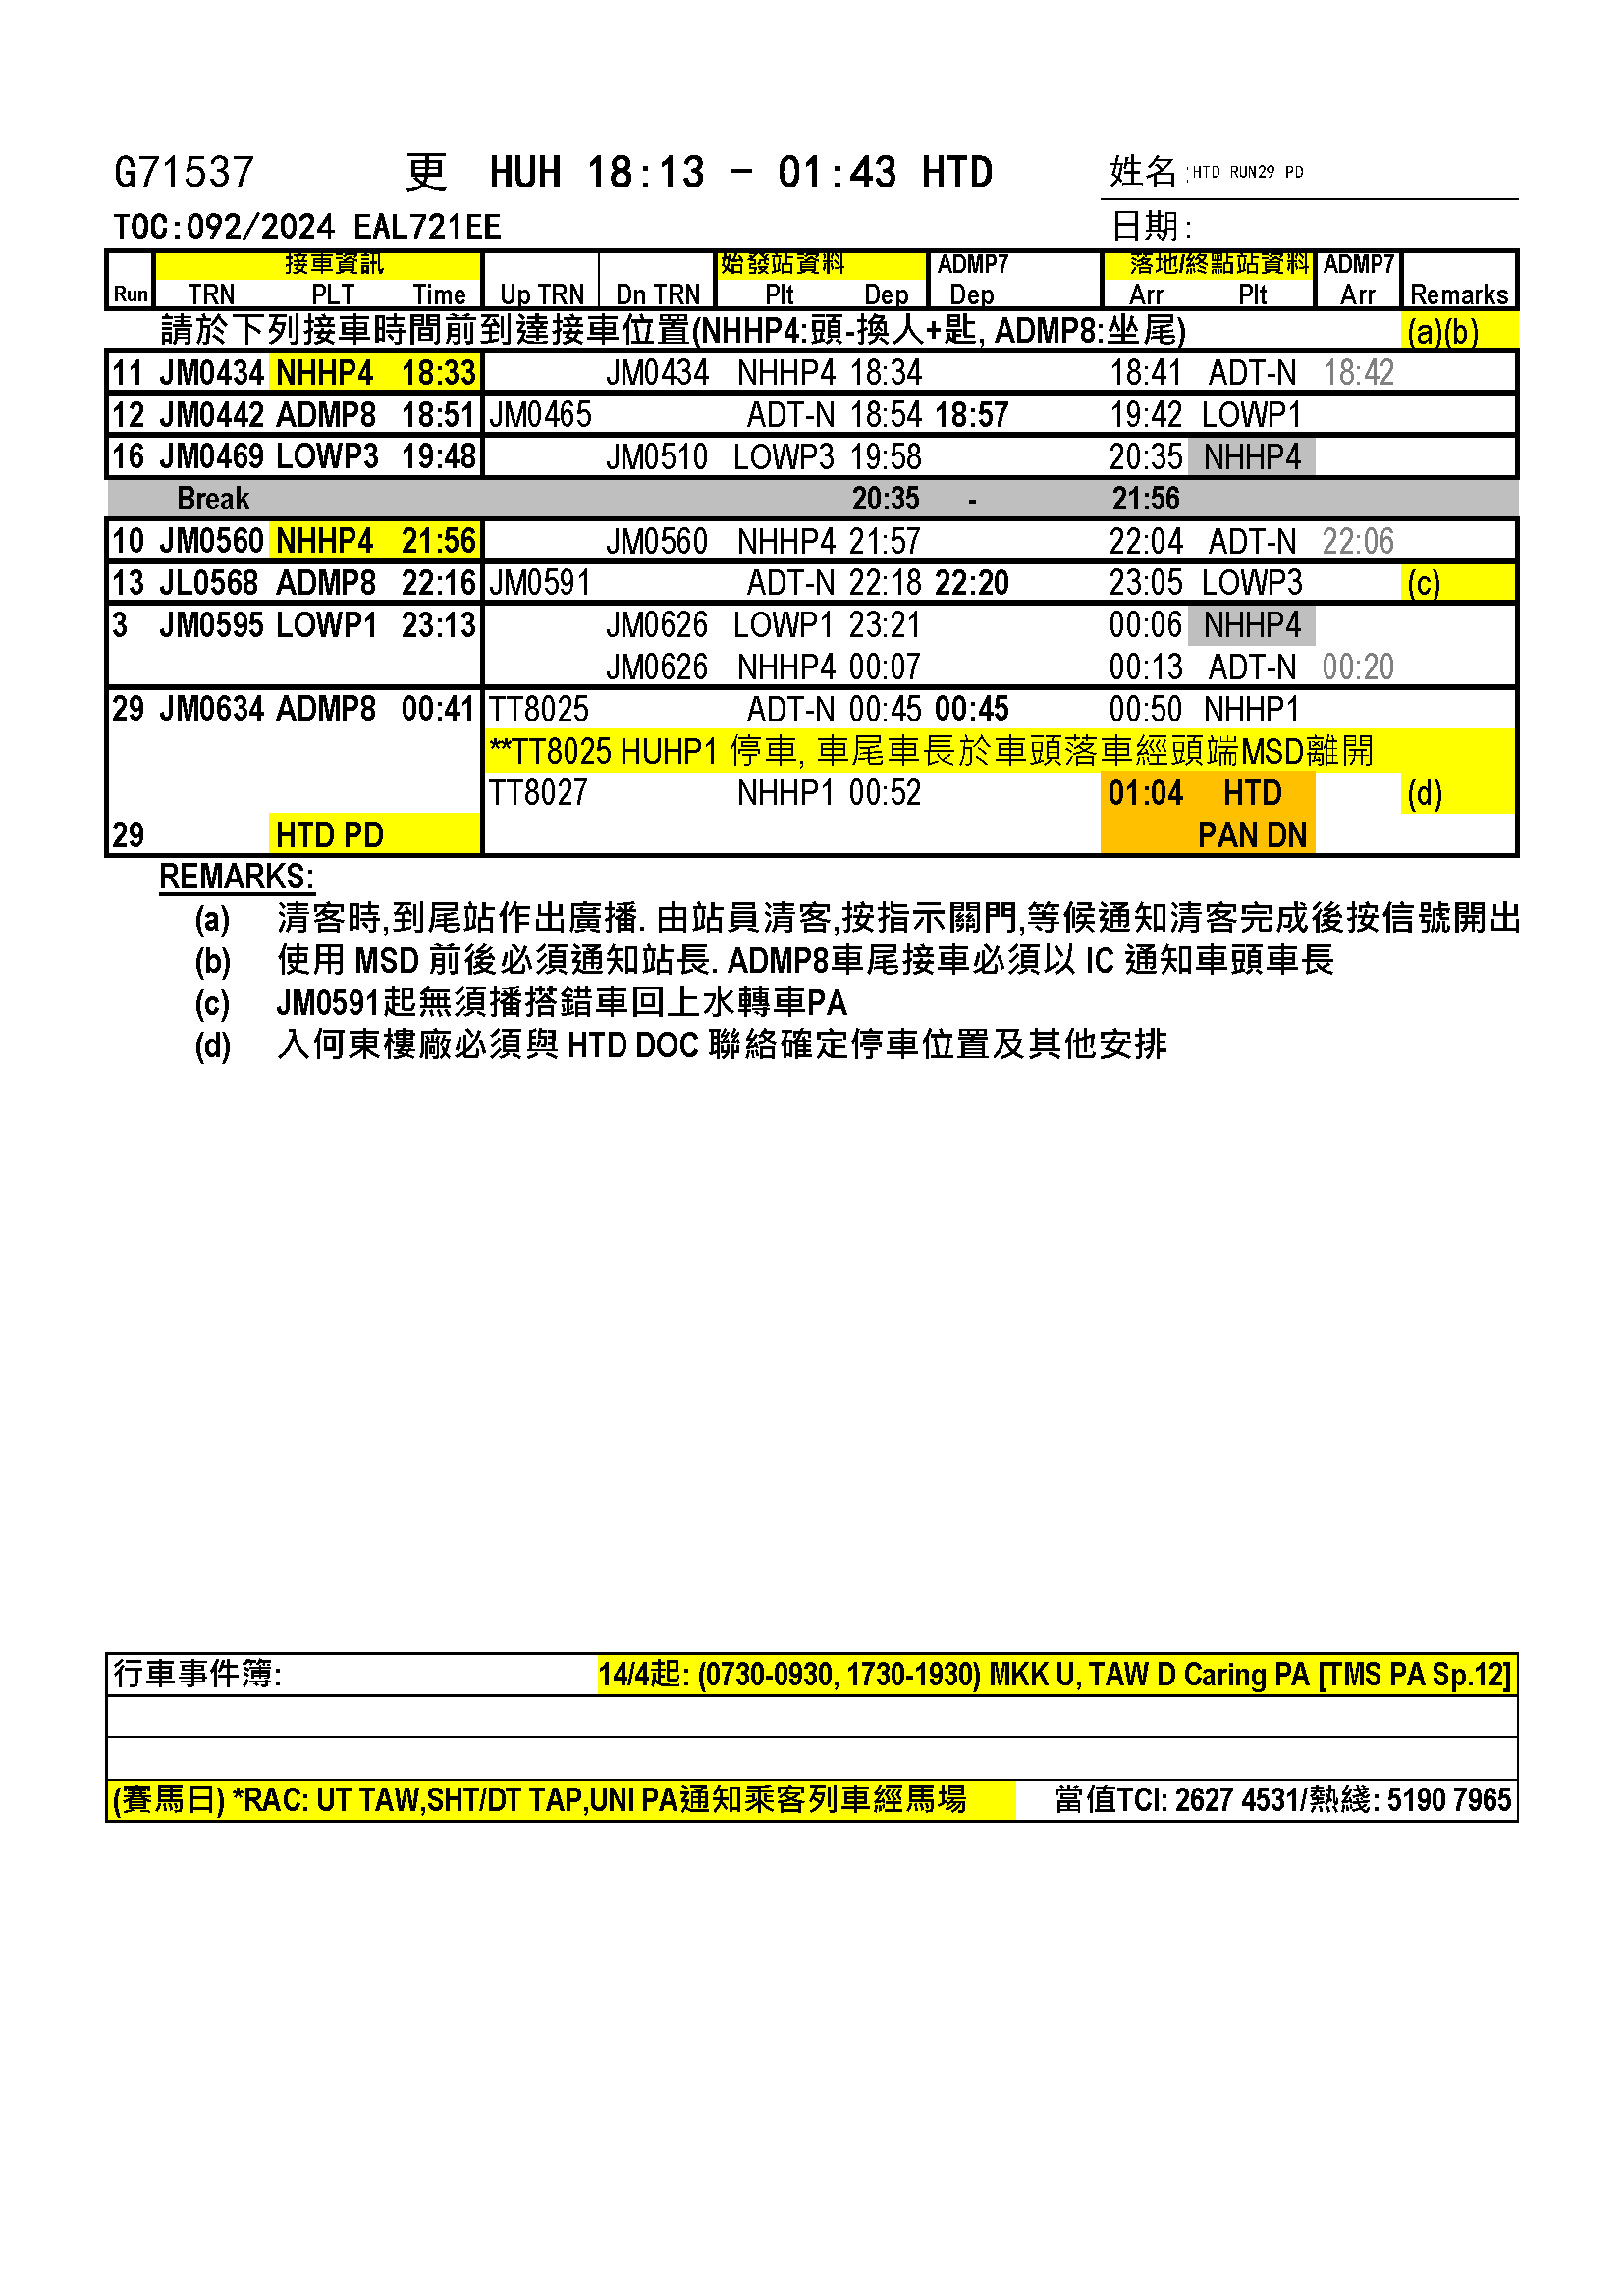 G71537 更 HUH 18:13 - 01:43 HTD 姓名:HTD RUN29 PD
TOC:092/2024 EAL721EE 日期:
接車資訊 始發站資料 ADMP7 落地/終點站資料 ADMP7
Run TRN PLT Time Up TRN Dn TRN Plt Dep Dep Arr Plt Arr Remarks
請於下列接車時間前到達接車位置(NHHP4:頭-換人+匙, ADMP8:坐尾) (a)(b)
11 JM0434 NHHP4 18:33 JM0434 NHHP4 18:34 18:41 ADT-N 18:42
12 JM0442 ADMP8 18:51 JM0465 ADT-N 18:54 18:57 19:42 LOWP1
16 JM0469 LOWP3 19:48 JM0510 LOWP3 19:58 20:35 NHHP4
Break 20:35 - 21:56
10 JM0560 NHHP4 21:56 JM0560 NHHP4 21:57 22:04 ADT-N 22:06
13 JL0568 ADMP8 22:16 JM0591 ADT-N 22:18 22:20 23:05 LOWP3 (c)
3 JM0595 LOWP1 23:13 JM0626 LOWP1 23:21 00:06 NHHP4
JM0626 NHHP4 00:07 00:13 ADT-N 00:20
29 JM0634 ADMP8 00:41 TT8025 ADT-N 00:45 00:45 00:50 NHHP1
**TT8025 HUHP1 停車, 車尾車長於車頭落車經頭端MSD離開
TT8027 NHHP1 00:52 01:04 HTD (d)
29 HTD PD PAN DN
REMARKS:
(a) 清客時,到尾站作出廣播. 由站員清客,按指示關門,等候通知清客完成後按信號開出
(b) 使用 MSD 前後必須通知站長. ADMP8車尾接車必須以 IC 通知車頭車長
(c) JM0591起無須播搭錯車回上水轉車PA
(d) 入何東樓廠必須與 HTD DOC 聯絡確定停車位置及其他安排
行車事件簿: 14/4起: (0730-0930, 1730-1930) MKK U, TAW D Caring PA [TMS PA Sp.12]
(賽馬日) *RAC: UT TAW,SHT/DT TAP,UNI PA通知乘客列車經馬場 當值TCI: 2627 4531/熱綫: 5190 7965